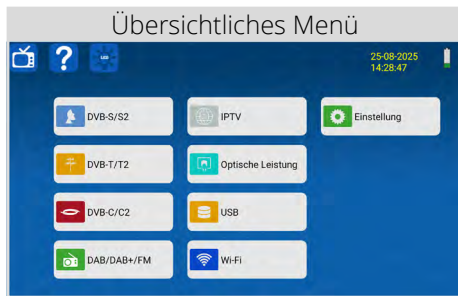 Übersichtliches Menü
?
25-08-2025
14:28:47
DVB-S/S2
IPTV
Einstellung
DVB-T/T2
Optische Leistung
DVB-C/C2
USB
DAB/DAB+/FM
Wi-Fi